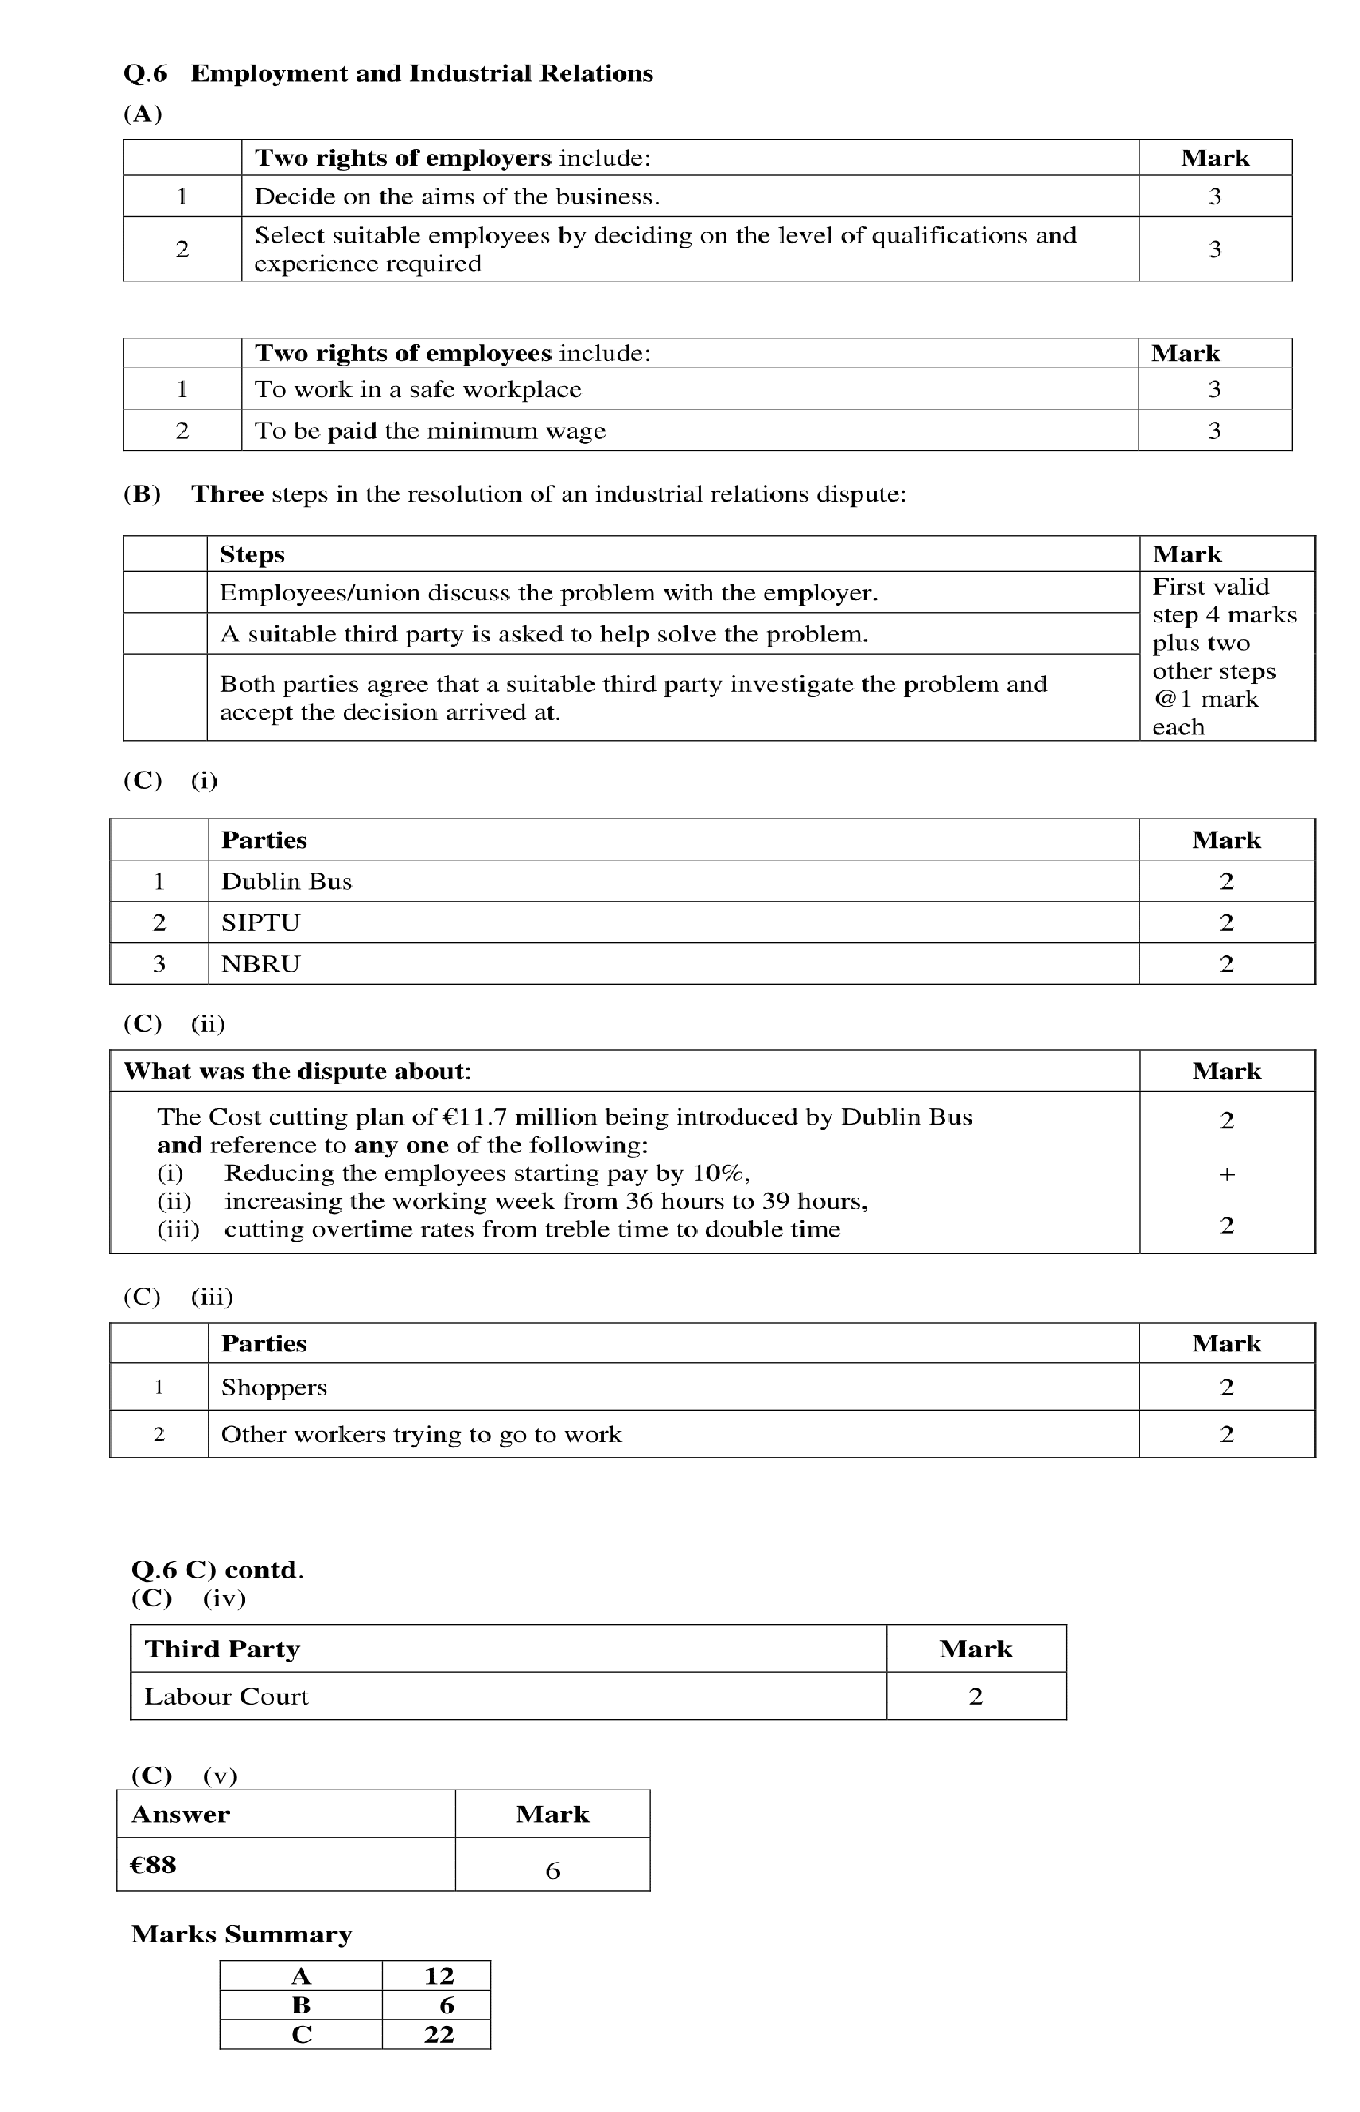 Q.6 Employment and Industrial Relations
(A)
Two rights of employers include: Mark
1 Decide on the aims of the business. 3
2 Select suitable employees by deciding on the level of qualifications and
experience required 3
Two rights of employees include: Mark
1 To work in a safe workplace 3
2 To be paid the minimum wage 3
(B) Three steps in the resolution of an industrial relations dispute:
Steps Mark
Employees/union discuss the problem with the employer.
A suitable third party is asked to help solve the problem.
Both parties agree that a suitable third party investigate the problem and
accept the decision arrived at.
First valid
step 4 marks
plus two
other steps
@1 mark
each
(C) (i)
Parties Mark
1 Dublin Bus 2
2 SIPTU 2
3 NBRU 2
(C) (ii)
What was the dispute about: Mark
The Cost cutting plan of €11.7 million being introduced by Dublin Bus 2
and reference to any one of the following:
(i) Reducing the employees starting pay by 10%, +
(ii) increasing the working week from 36 hours to 39 hours,
(iii) cutting overtime rates from treble time to double time 2
(C) (iii)
Parties Mark
1 Shoppers 2
2 Other workers trying to go to work 2
Q.6 C) contd.
(C) (iv)
Third Party Mark
Labour Court 2
(C) (v)
Answer Mark
€88 6
Marks Summary
A 12
B 6
C 22